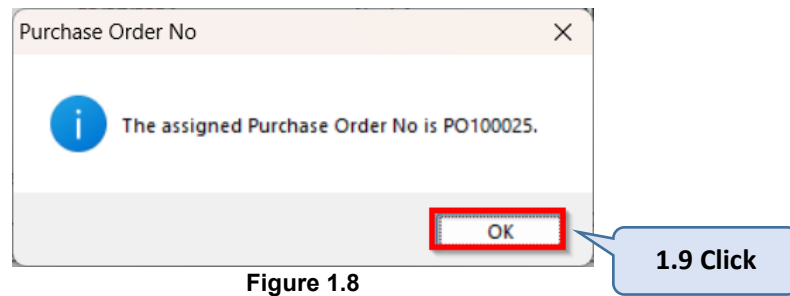 Purchase Order No
The assigned Purchase Order No is PO100025.
OK
1.9 Click
Figure 1.8